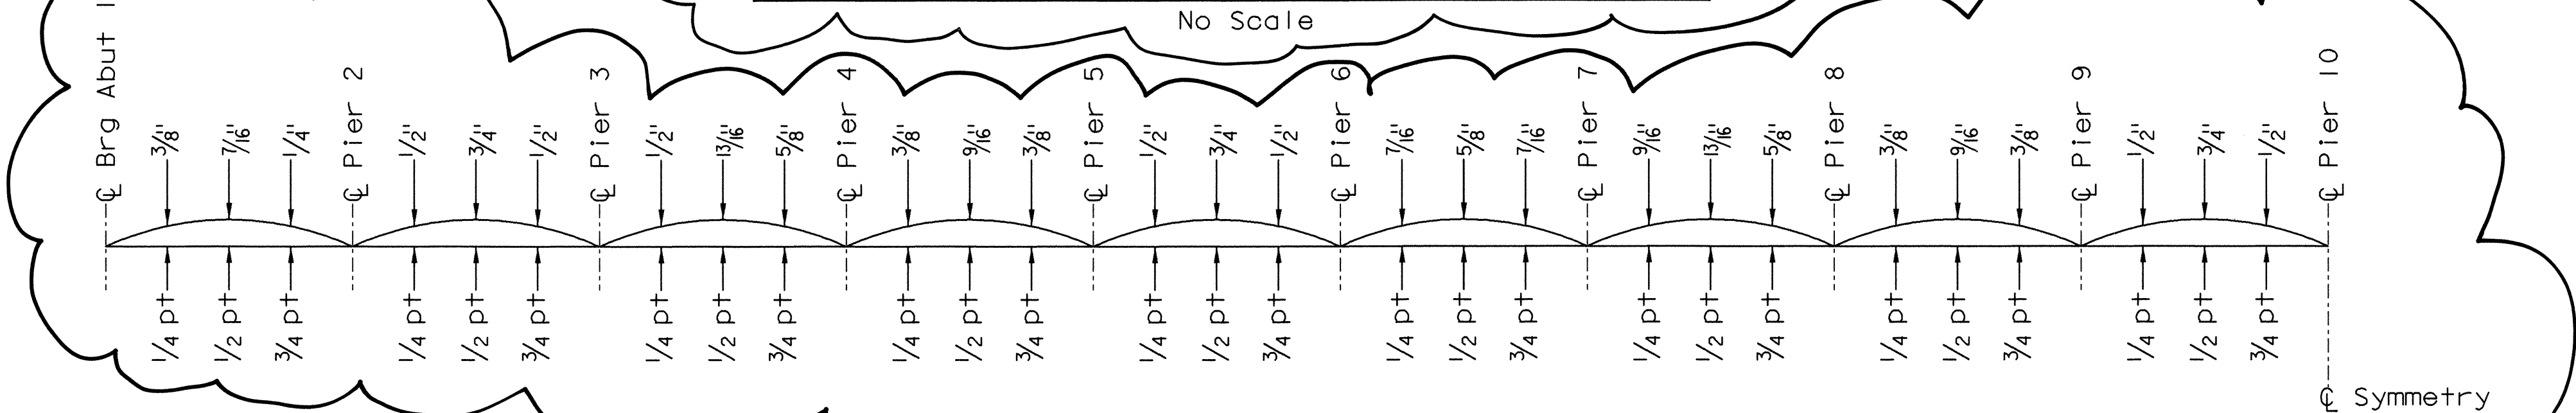 No Scale
℄ Brg Abut 1
3/8"
7/16"
1/4"
℄ Pier 2
1/2"
3/4"
1/2"
℄ Pier 3
1/2"
13/16"
5/8"
℄ Pier 4
3/8"
9/16"
3/8"
℄ Pier 5
1/2"
3/4"
1/2"
℄ Pier 6
7/16"
5/8"
7/16"
℄ Pier 7
9/16"
13/16"
5/8"
℄ Pier 8
3/8"
9/16"
3/8"
℄ Pier 9
1/2"
3/4"
1/2"
℄ Pier 10
1/4 pt
1/2 pt
3/4 pt
1/4 pt
1/2 pt
3/4 pt
1/4 pt
1/2 pt
3/4 pt
1/4 pt
1/2 pt
3/4 pt
1/4 pt
1/2 pt
3/4 pt
1/4 pt
1/2 pt
3/4 pt
1/4 pt
1/2 pt
3/4 pt
1/4 pt
1/2 pt
3/4 pt
1/4 pt
1/2 pt
3/4 pt
℄ Symmetry